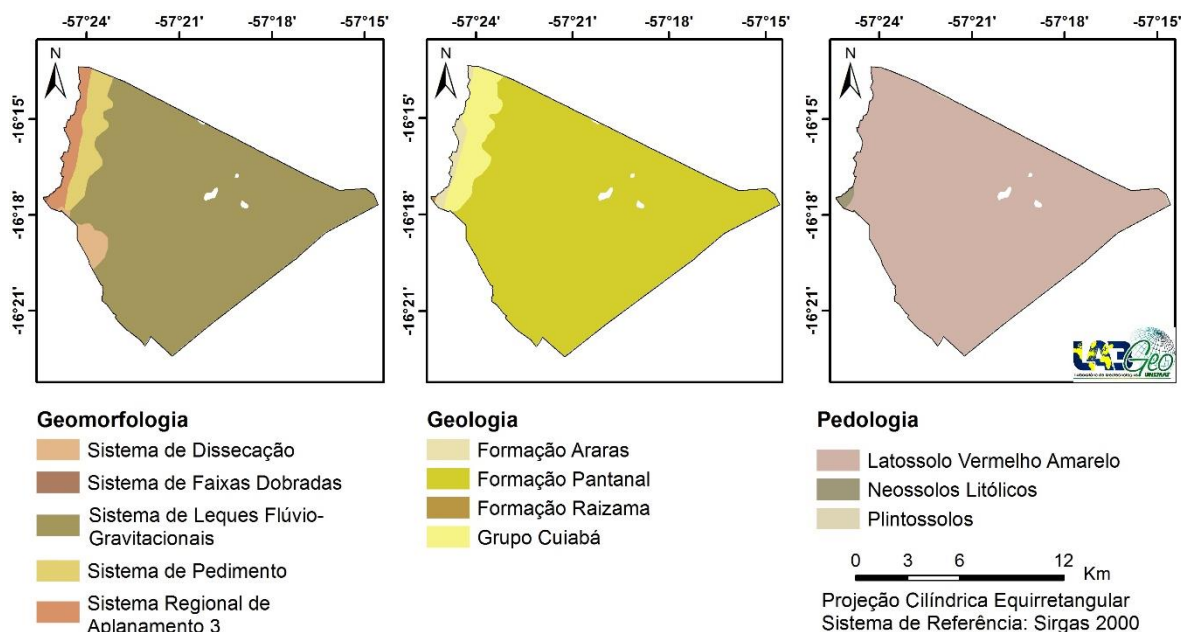 -57°24' -57°21' -57°18' -57°15'
-57°24' -57°21' -57°18' -57°15'
-57°24' -57°21' -57°18' -57°15'
N
N
N
-16°15'
-16°18'
-16°21'
-16°15'
-16°18'
-16°21'
-16°15'
-16°18'
-16°21'
LAB Geo
UNEMAT
Geomorfologia
Sistema de Dissecação
Sistema de Faixas Dobradas
Sistema de Leques Flúvio-
Gravitacionais
Sistema de Pedimento
Sistema Regional de
Aplanamento 3
Geologia
Formação Araras
Formação Pantanal
Formação Raizama
Grupo Cuiabá
Pedologia
Latossolo Vermelho Amarelo
Neossolos Litólicos
Plintossolos
0 3 6 12
Km
Projeção Cilíndrica Equirretangular
Sistema de Referência: Sirgas 2000